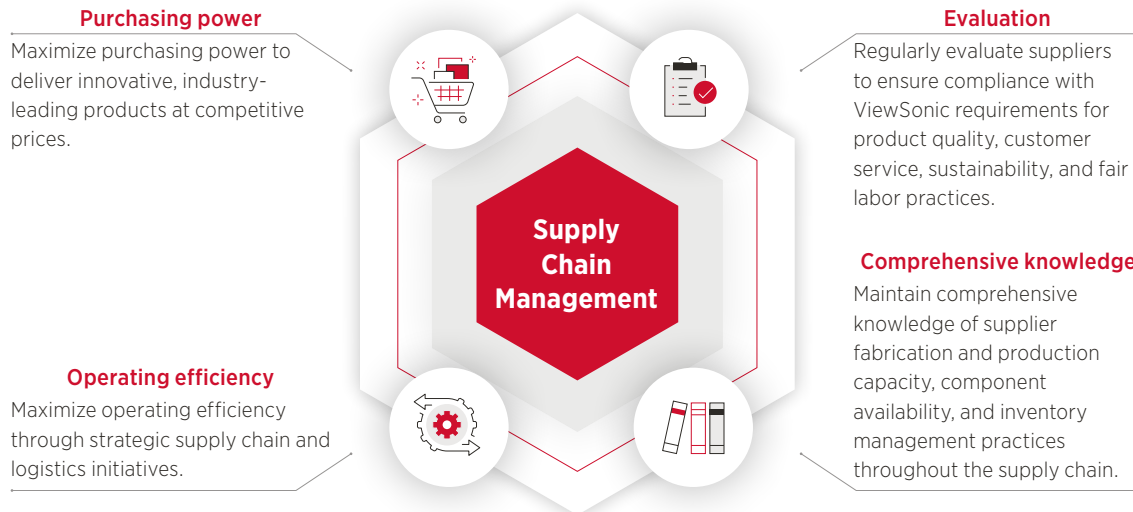 Purchasing power
Maximize purchasing power to
deliver innovative, industry-
leading products at competitive
prices.
Evaluation
Regularly evaluate suppliers
to ensure compliance with
ViewSonic requirements for
product quality, customer
service, sustainability, and fair
labor practices.
Supply
Chain
Management
Operating efficiency
Maximize operating efficiency
through strategic supply chain and
logistics initiatives.
Comprehensive knowledge
Maintain comprehensive
knowledge of supplier
fabrication and production
capacity, component
availability, and inventory
management practices
throughout the supply chain.